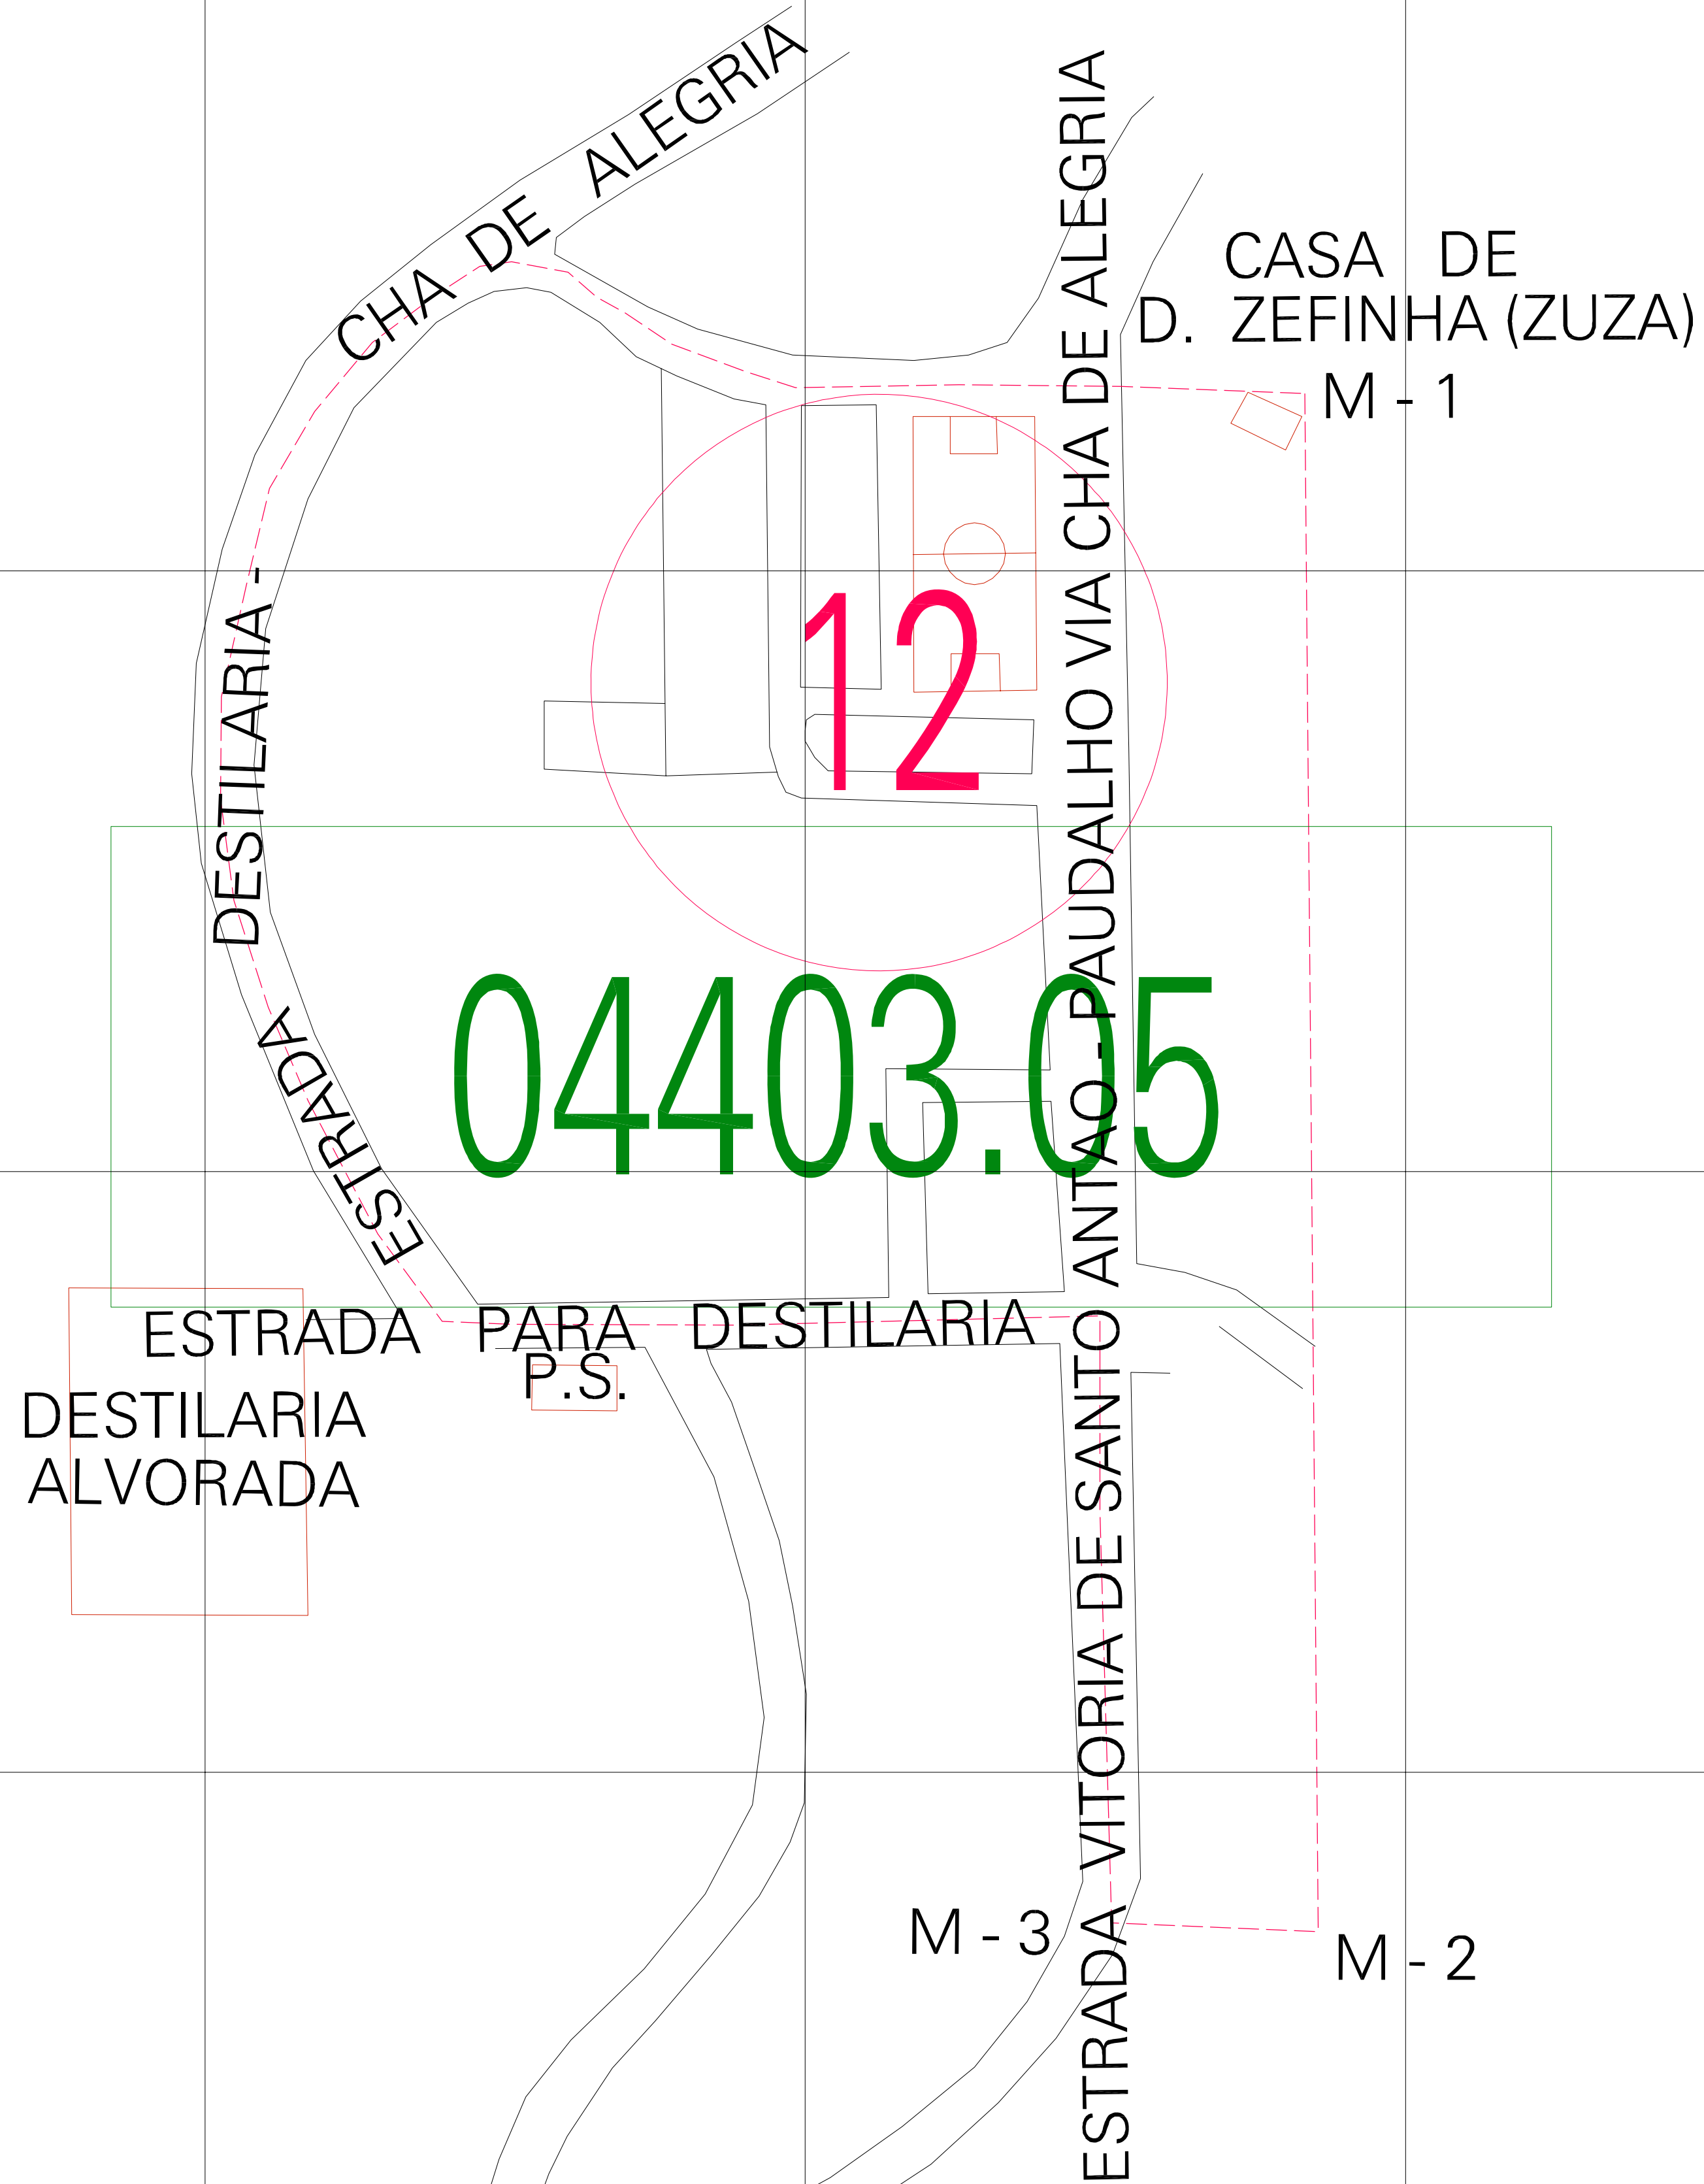 ESTRADA DESTILARIA - CHA DE ALEGRIA
CASA DE
D. ZEFINHA (ZUZA)
M - 1
12
04403.05
ESTRADA VITORIA DE SANTO ANTAO - PAUDALHO VIA CHA DE ALEGRIA
ESTRADA PARA DESTILARIA
P.S.
DESTILARIA
ALVORADA
M - 3
M - 2